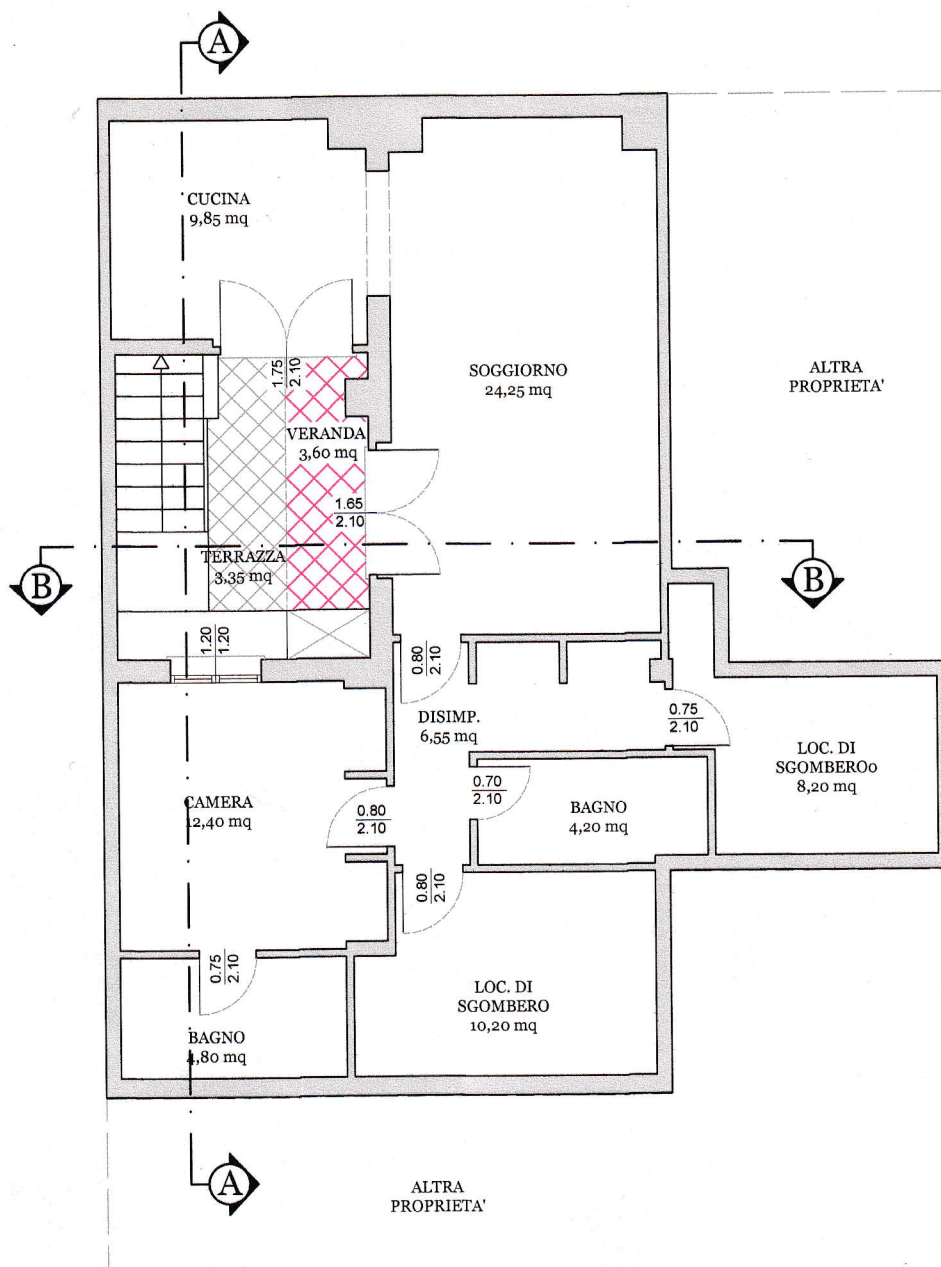 A
CUCINA
9,85 mq
SOGGIORNO
24,25 mq
ALTRA
PROPRIETA'
1.75
2.10
VERANDA
3,60 mq
1.65
2.10
TERRAZZA
3,35 mq
B
B
1.20
1.20
0.80
2.10
DISIMP.
6,55 mq
0.75
2.10
LOC. DI
SGOMBERO0
8,20 mq
CAMERA
12,40 mq
0.80
2.10
0.70
2.10
BAGNO
4,20 mq
0.80
2.10
0.75
2.10
LOC. DI
SGOMBERO
10,20 mq
BAGNO
4,80 mq
A
ALTRA
PROPRIETA'